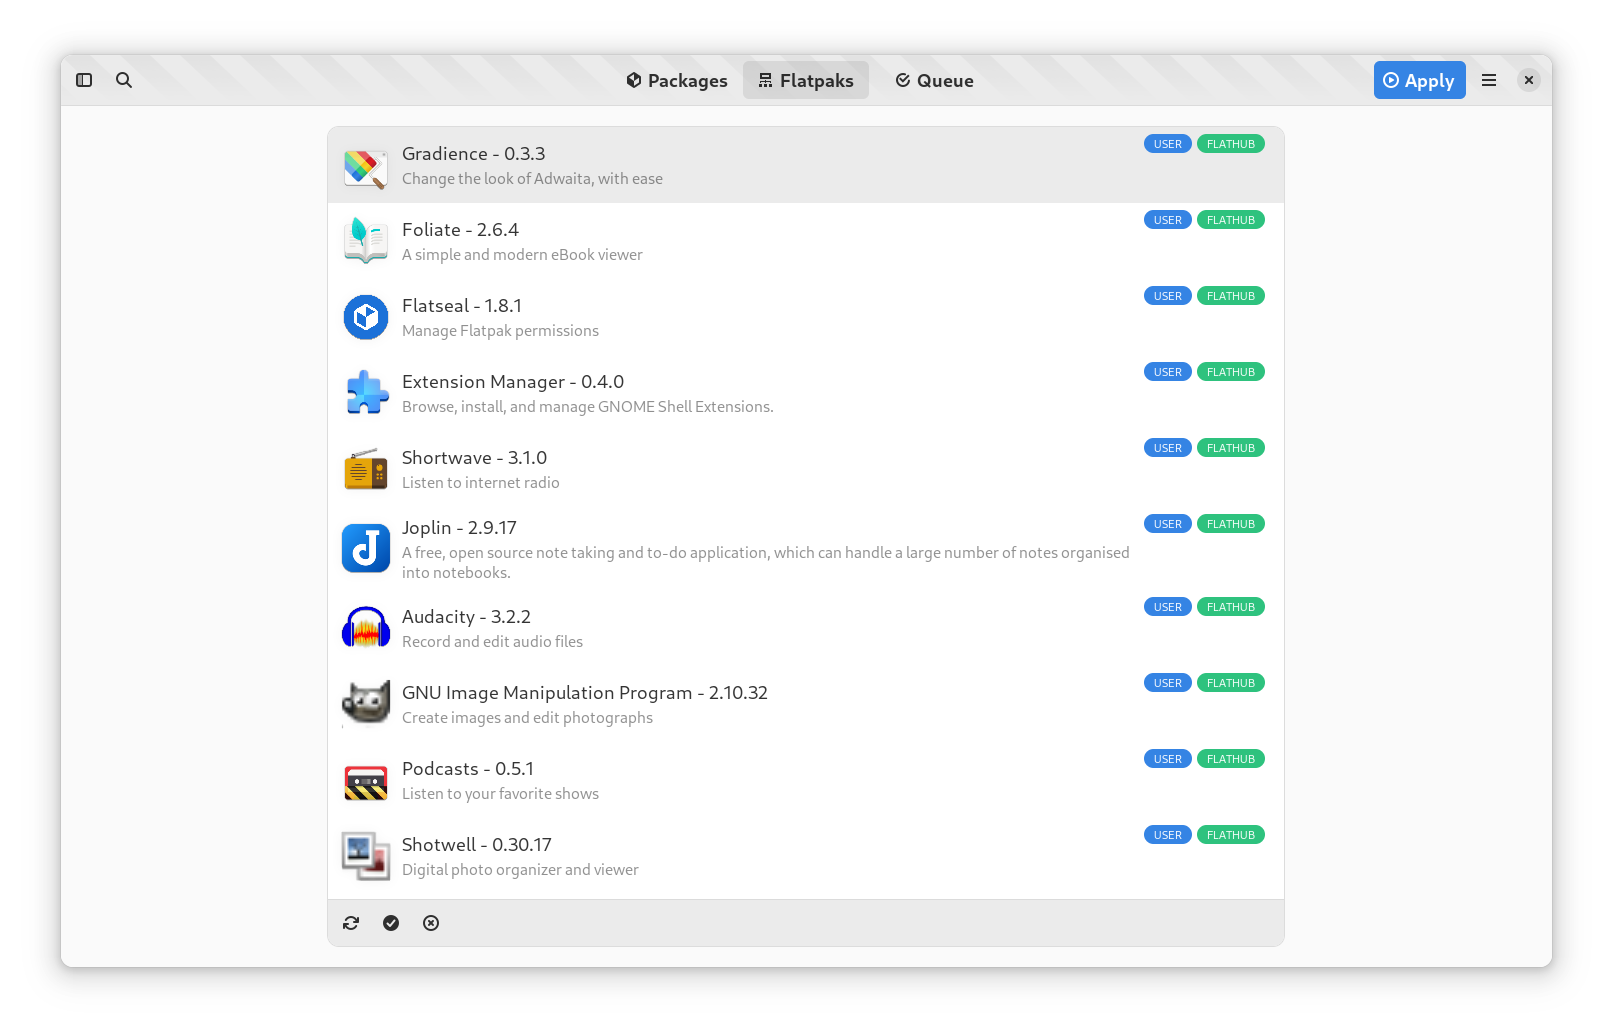 Packages Flatpaks Queue Apply
Gradience - 0.3.3 USER FLATHUB
Change the look of Adwaita, with ease
Foliate - 2.6.4 USER FLATHUB
A simple and modern eBook viewer
Flatseal - 1.8.1 USER FLATHUB
Manage Flatpak permissions
Extension Manager - 0.4.0 USER FLATHUB
Browse, install, and manage GNOME Shell Extensions.
Shortwave - 3.1.0 USER FLATHUB
Listen to internet radio
Joplin - 2.9.17 USER FLATHUB
A free, open source note taking and to-do application, which can handle a large number of notes organised
into notebooks.
Audacity - 3.2.2 USER FLATHUB
Record and edit audio files
GNU Image Manipulation Program - 2.10.32 USER FLATHUB
Create images and edit photographs
Podcasts - 0.5.1 USER FLATHUB
Listen to your favorite shows
Shotwell - 0.30.17 USER FLATHUB
Digital photo organizer and viewer